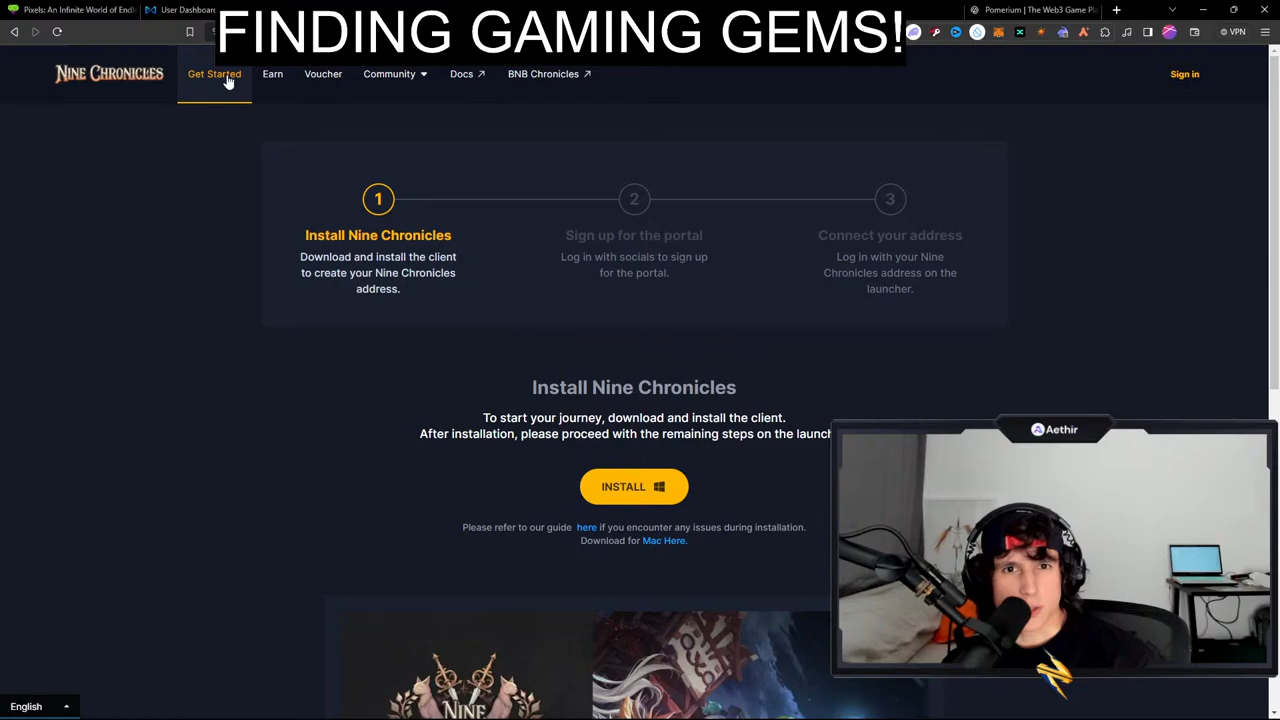 Pixels: An Infinite World of Endl
User Dashboard
Pomerium | The Web3 Game Pl
FINDING GAMING GEMS!
VPN
NINE CHRONICLES
Get Started
Earn
Voucher
Community
Docs
BNB Chronicles
Sign in
1
2
3
Install Nine Chronicles
Sign up for the portal
Connect your address
Download and install the client
to create your Nine Chronicles
address.
Log in with socials to sign up
for the portal.
Log in with your Nine
Chronicles address on the
launcher.
Install Nine Chronicles
To start your journey, download and install the client.
After installation, please proceed with the remaining steps on the launch
INSTALL
Please refer to our guide here if you encounter any issues during installation.
Download for Mac Here.
Aethir
NINE
English